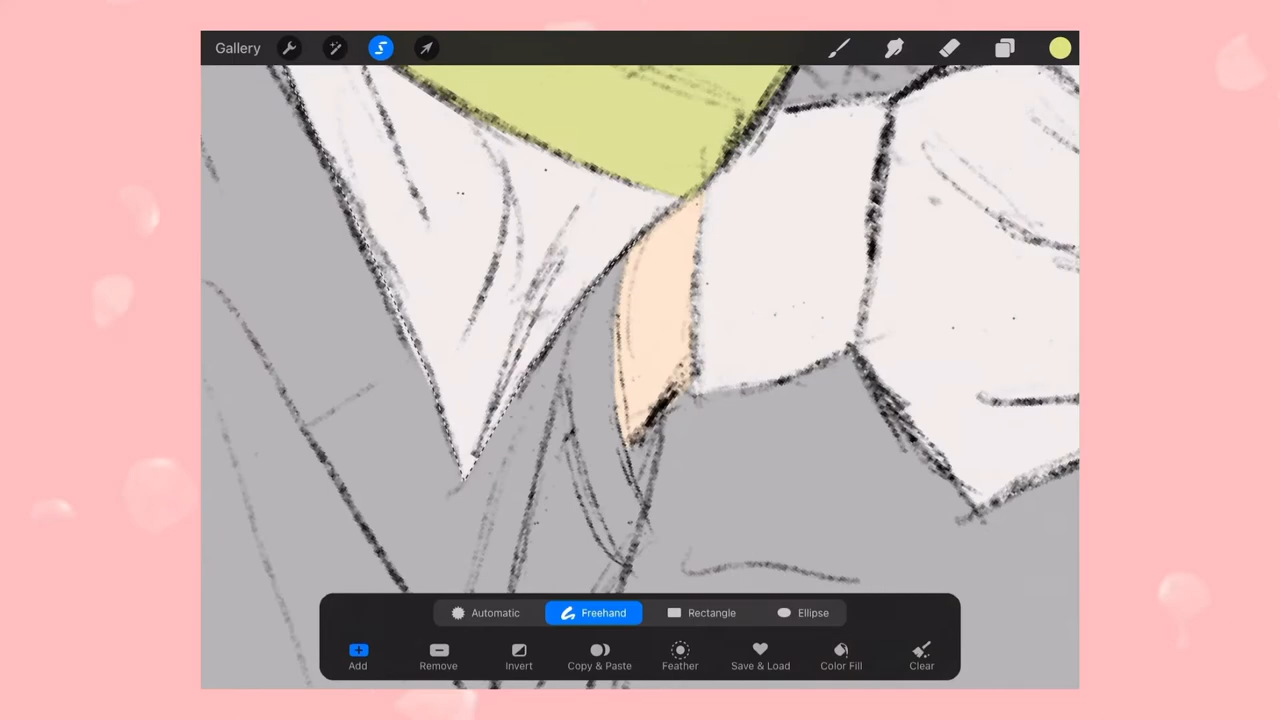 Gallery
Automatic Freehand Rectangle Ellipse
Add Remove Invert Copy & Paste Feather Save & Load Color Fill Clear